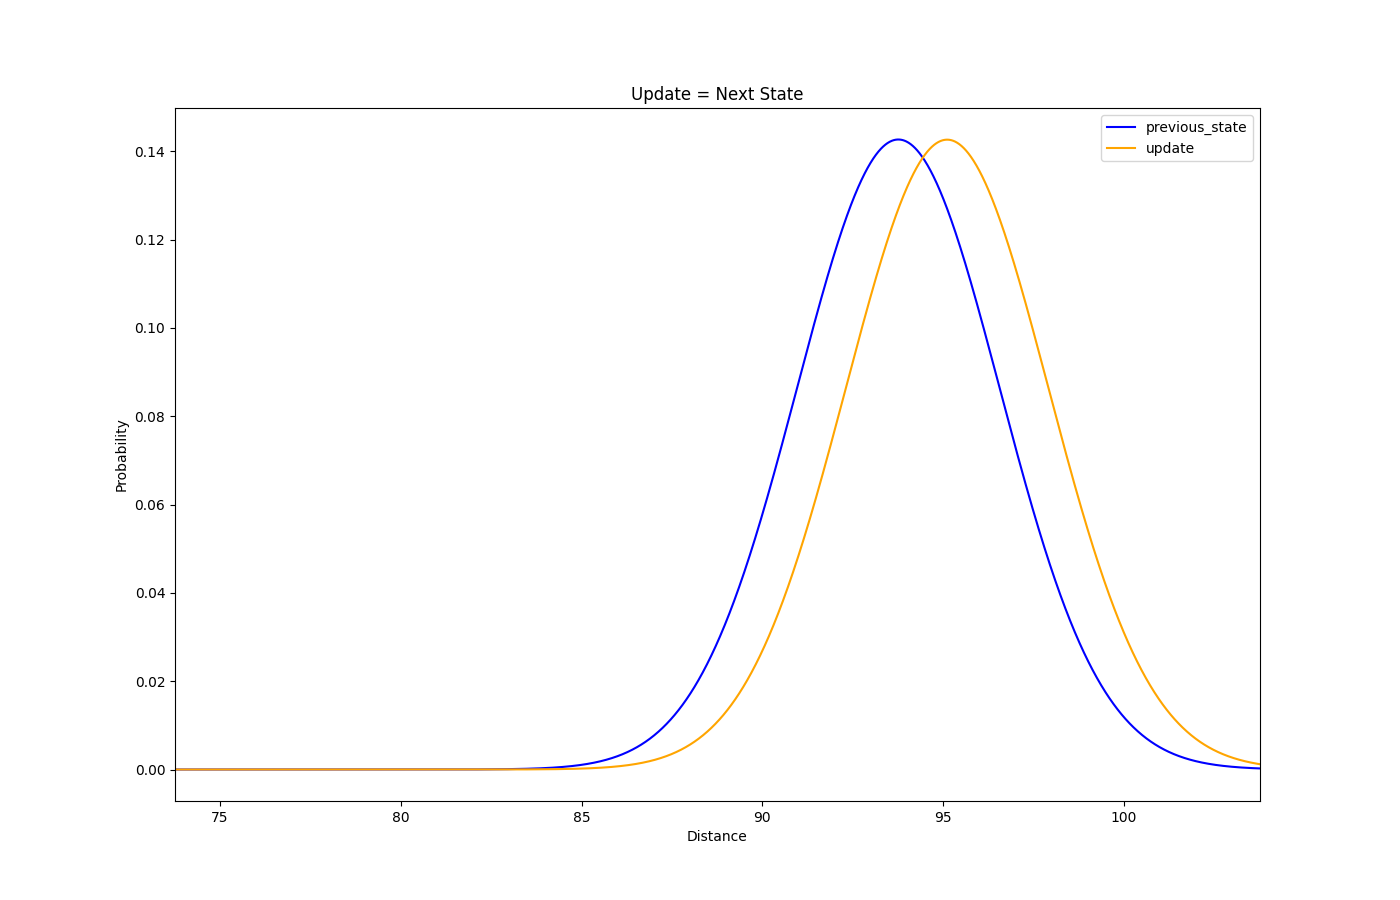 Update = Next State
previous_state
update
0.14
0.12
0.10
0.08
0.06
0.04
0.02
0.00
Probability
75 80 85 90 95 100
Distance